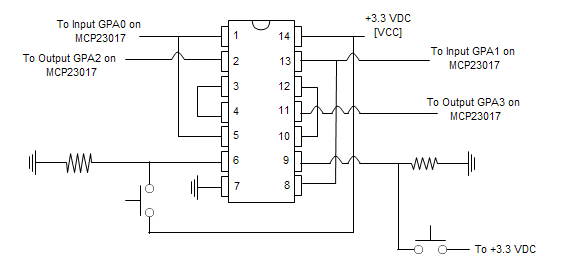 To Input GPA0 on
MCP23017
To Output GPA2 on
MCP23017
+3.3 VDC
[VCC]
To Input GPA1 on
MCP23017
To Output GPA3 on
MCP23017
1 14
2 13
3 12
4 11
5 10
6 9
7 8
To +3.3 VDC